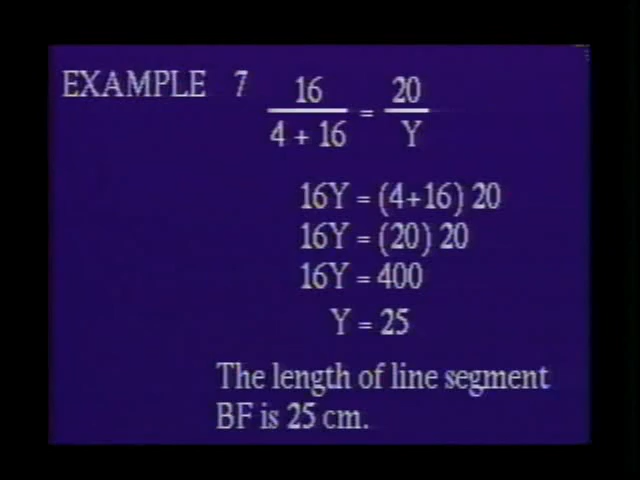 EXAMPLE 7 16 / 4 + 16 = 20 / Y
16Y = (4+16) 20
16Y = (20) 20
16Y = 400
Y = 25
The length of line segment
BF is 25 cm.